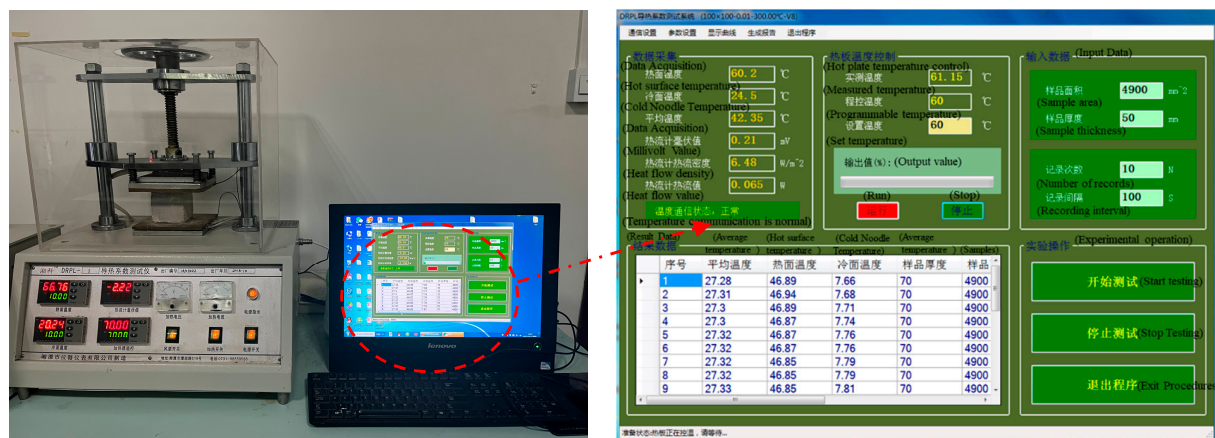 DRPL-
导热系数测试仪
66.76
10.00
-2.22
20.24
10.00
70.00
湘潭市仪器仪表有限公司制造
lenovo
DRPL导热系数测试系统 (100×100-0.01-300.00℃-V8)
通信设置 参数设置 显示曲线 生成报告 退出程序
数据采集
(Data Acquisition)
热面温度 60.2 ℃
(Hot surface temperature)
冷面温度 24.5 ℃
(Cold Noodle Temperature)
平均温度 42.35 ℃
(Data Acquisition)
热流计毫伏值 0.21 mV
(Millivolt Value)
热流计热流密度 6.48 W/m^2
(Heat flow density)
热流计热流值 0.065 W
(Heat flow value)
温度通信状态: 正常
(Temperature communication is normal)
热板温度控制
(Hot plate temperature control)
实测温度 61.15 ℃
(Measured temperature)
程控温度 60 ℃
(Programmable temperature)
设置温度 60 ℃
(Set temperature)
输出值(%): (Output value)
(Run) (Stop)
运行 停止
输入数据 (Input Data)
样品面积 4900 mm^2
(Sample area)
样品厚度 50 mm
(Sample thickness)
记录次数 10 N
(Number of records)
记录间隔 100 S
(Recording interval)
(Result Data)
结果数据
(Average temperature) (Hot surface temperature) (Cold Noodle Temperature) (Average temperature) (Samples)
序号 平均温度 热面温度 冷面温度 样品厚度 样品
1 27.28 46.89 7.66 70 4900
2 27.31 46.94 7.68 70 4900
3 27.3 46.89 7.71 70 4900
4 27.3 46.87 7.74 70 4900
5 27.32 46.87 7.76 70 4900
6 27.32 46.87 7.76 70 4900
7 27.32 46.85 7.79 70 4900
8 27.32 46.85 7.79 70 4900
9 27.33 46.85 7.81 70 4900
实验操作 (Experimental operation)
开始测试 (Start testing)
停止测试 (Stop Testing)
退出程序 (Exit Procedures
准备状态:热板正在控温，请等待...